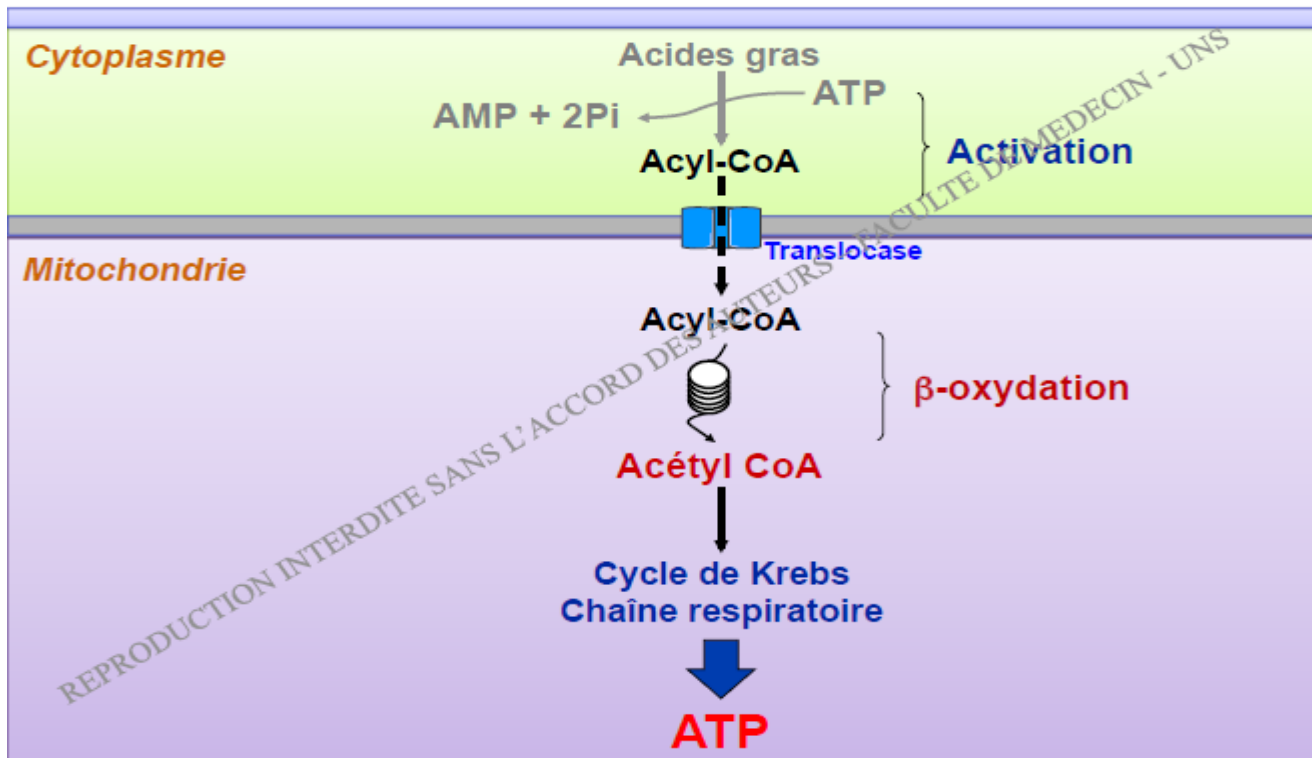 Cytoplasme
Acides gras
ATP
AMP + 2Pi
Acyl-CoA
Activation
Translocase
Mitochondrie
Acyl-CoA
β-oxydation
Acétyl CoA
Cycle de Krebs
Chaîne respiratoire
ATP
REPRODUCTION INTERDITE SANS L'ACCORD DES AUTEURS - FACULTE DE MEDECIN - UNS